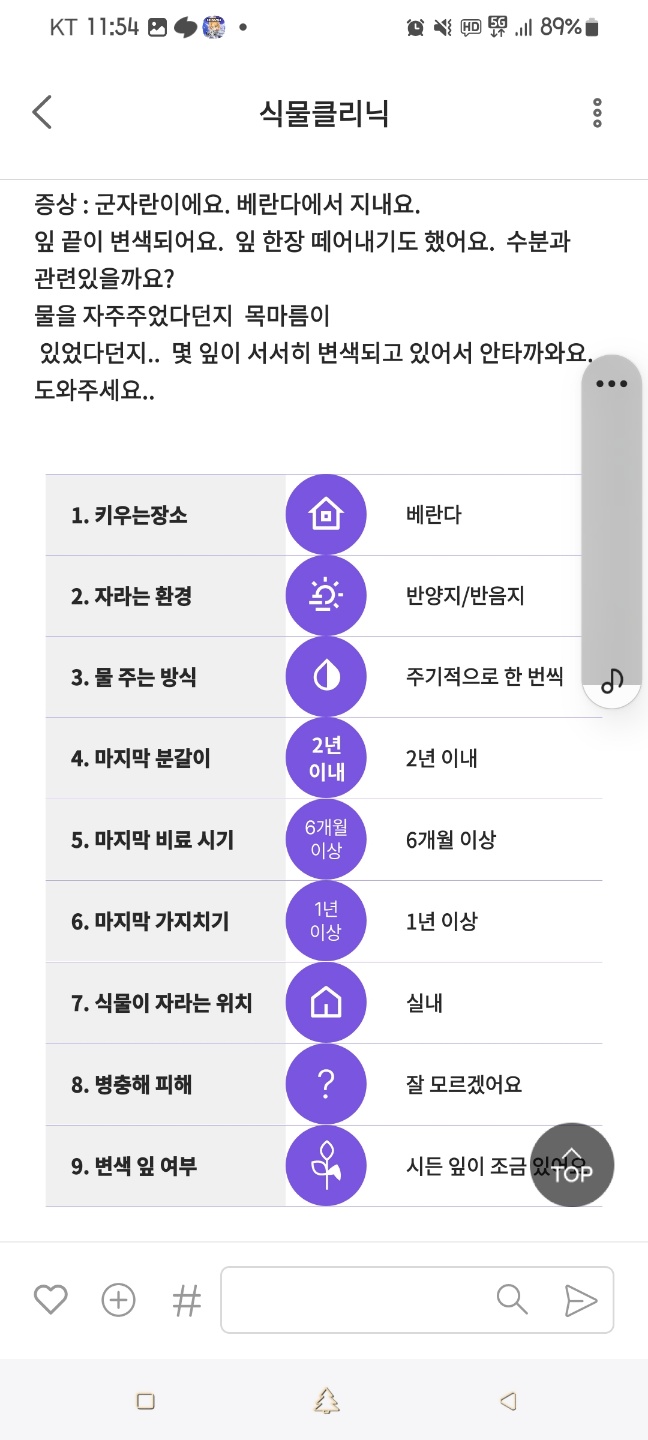 KT 11:54 HD 5G 89%
식물클리닉
증상 : 군자란이에요. 베란다에서 지내요.
잎 끝이 변색되어요. 잎 한장 떼어내기도 했어요. 수분과
관련있을까요?
물을 자주주었다던지 목마름이
있었다던지.. 몇 잎이 서서히 변색되고 있어서 안타까와요.
도와주세요..
1. 키우는장소 베란다
2. 자라는 환경 반양지/반음지
3. 물 주는 방식 주기적으로 한 번씩
4. 마지막 분갈이 2년 이내 2년 이내
5. 마지막 비료 시기 6개월 이상 6개월 이상
6. 마지막 가지치기 1년 이상 1년 이상
7. 식물이 자라는 위치 실내
8. 병충해 피해 ? 잘 모르겠어요
9. 변색 잎 여부 시든 잎이 조금 있어요
TOP